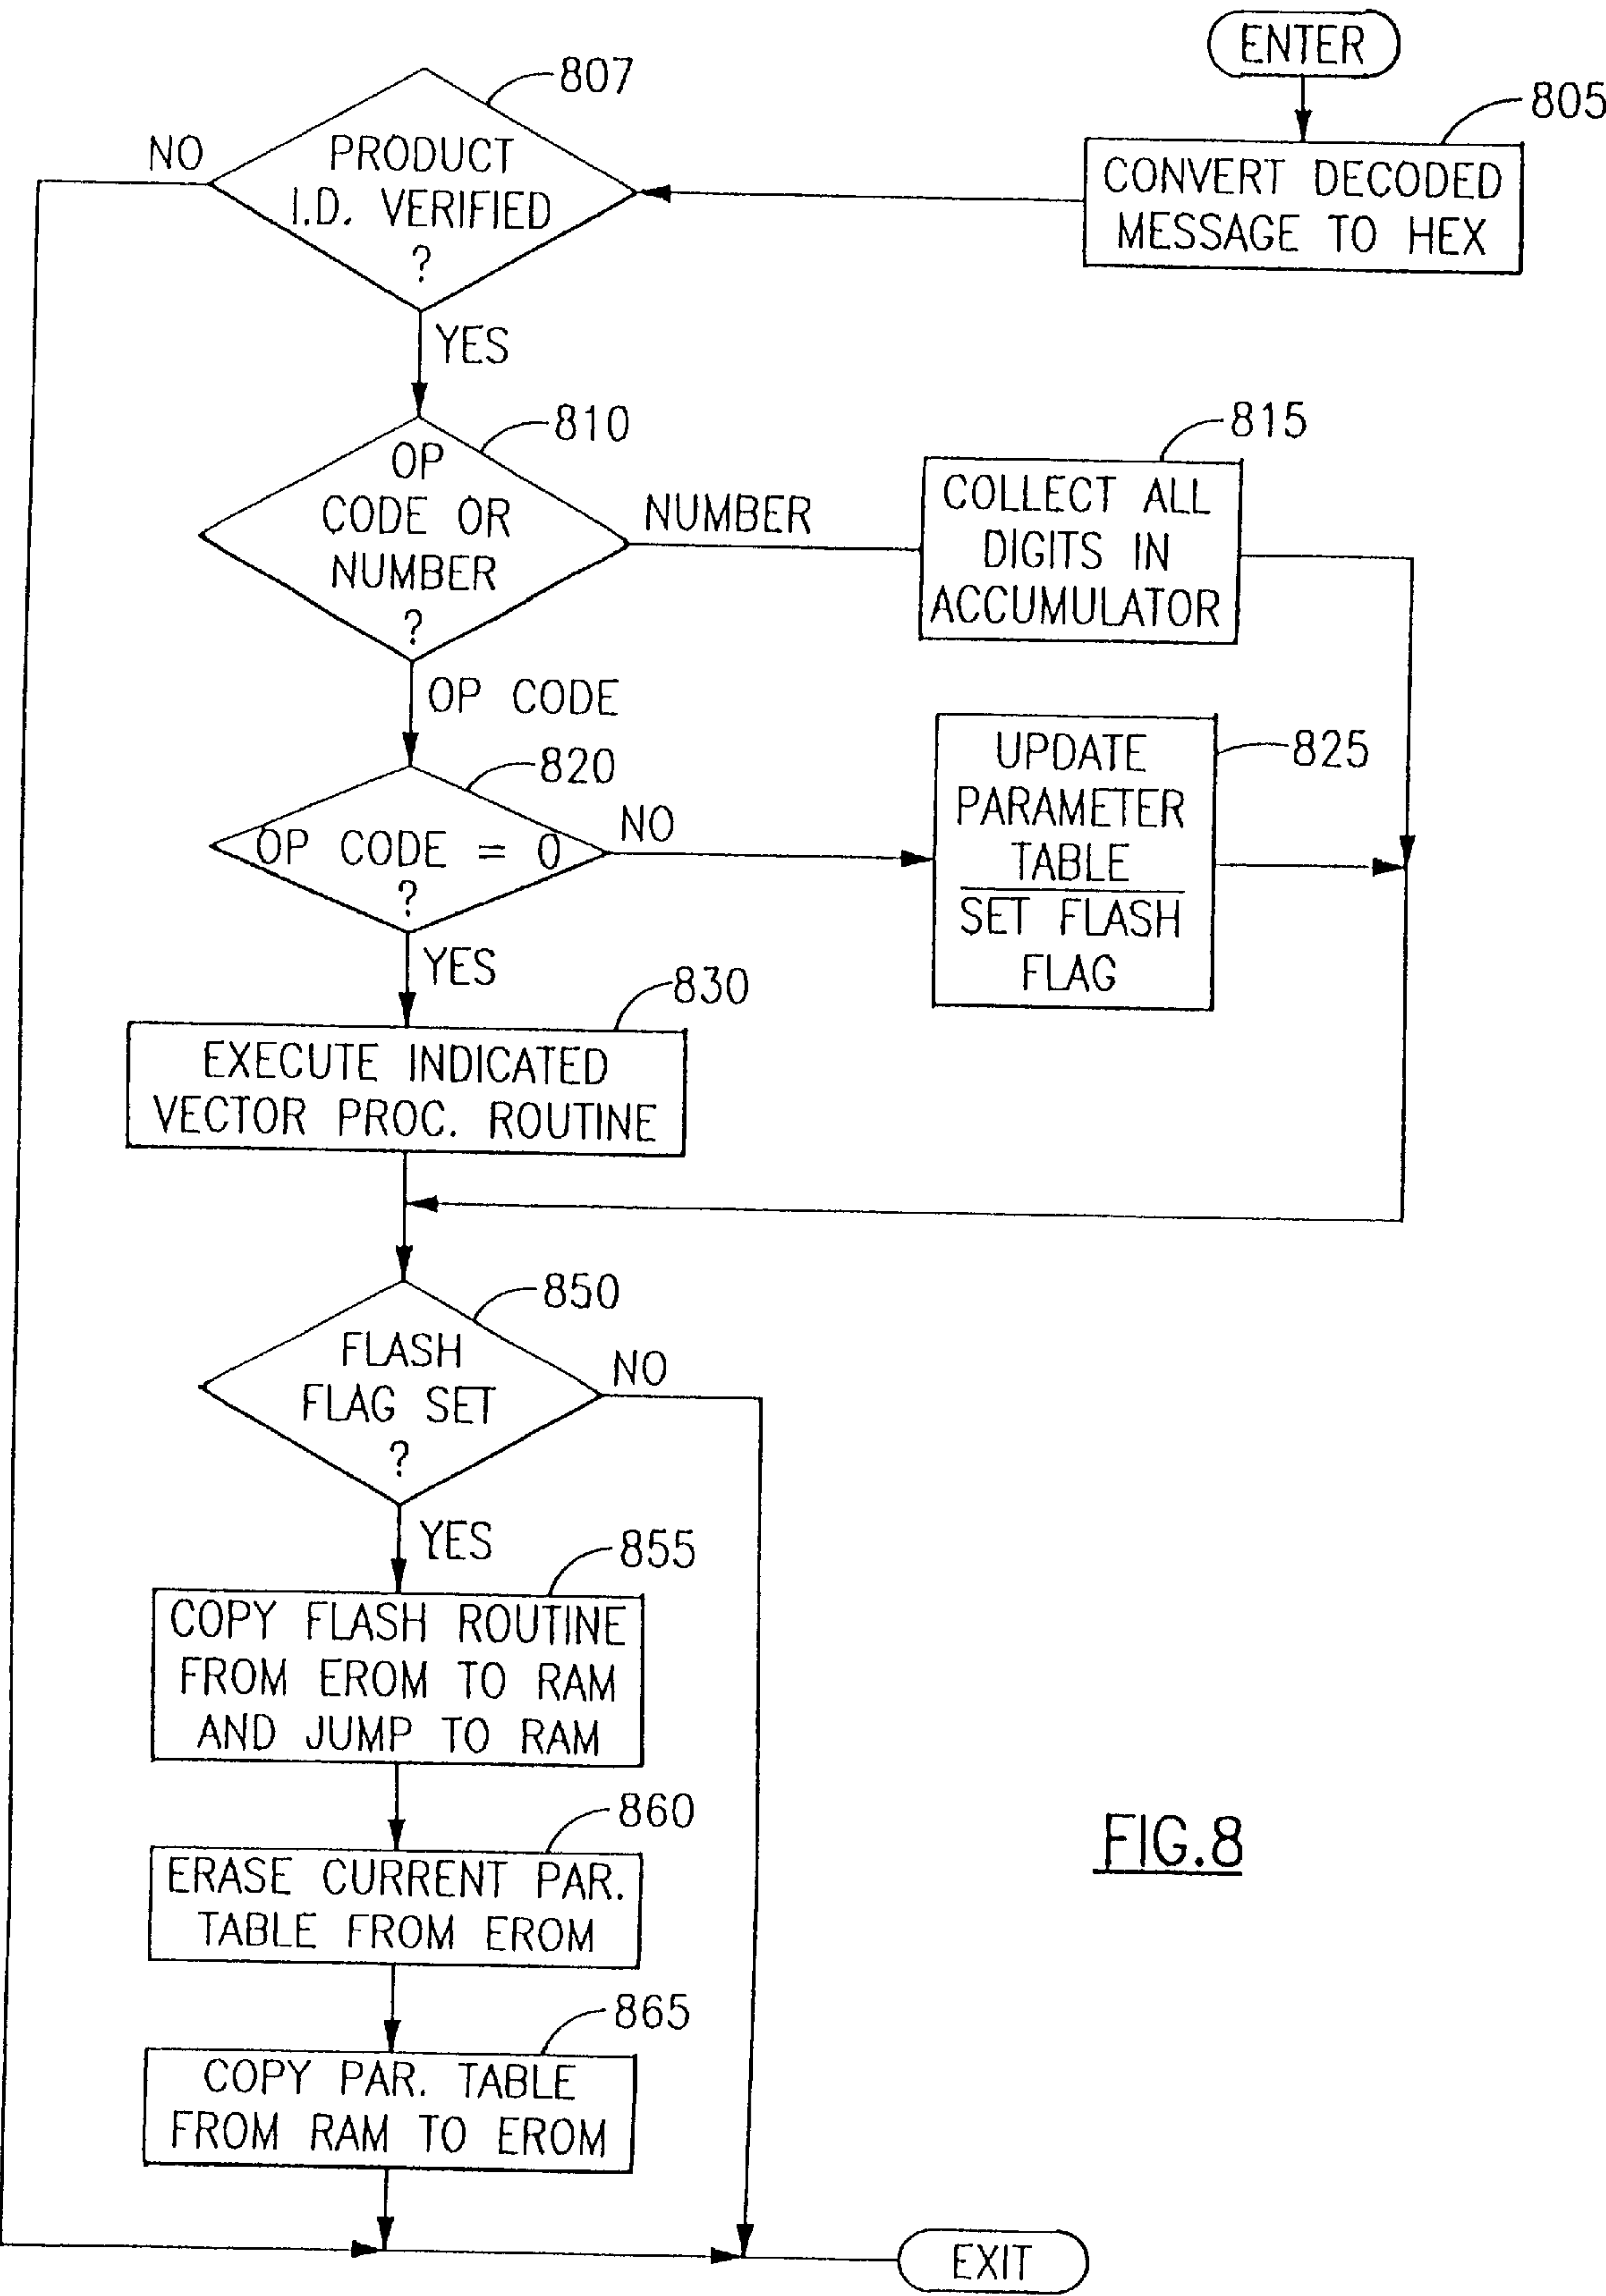 ENTER
805
CONVERT DECODED
MESSAGE TO HEX
807
PRODUCT
I.D. VERIFIED
?
NO
YES
810
OP
CODE OR
NUMBER
?
NUMBER
815
COLLECT ALL
DIGITS IN
ACCUMULATOR
OP CODE
820
OP CODE = 0
?
NO
825
UPDATE
PARAMETER
TABLE
SET FLASH
FLAG
YES
830
EXECUTE INDICATED
VECTOR PROC. ROUTINE
850
FLASH
FLAG SET
?
NO
YES
855
COPY FLASH ROUTINE
FROM EROM TO RAM
AND JUMP TO RAM
860
ERASE CURRENT PAR.
TABLE FROM EROM
865
COPY PAR. TABLE
FROM RAM TO EROM
EXIT
FIG.8